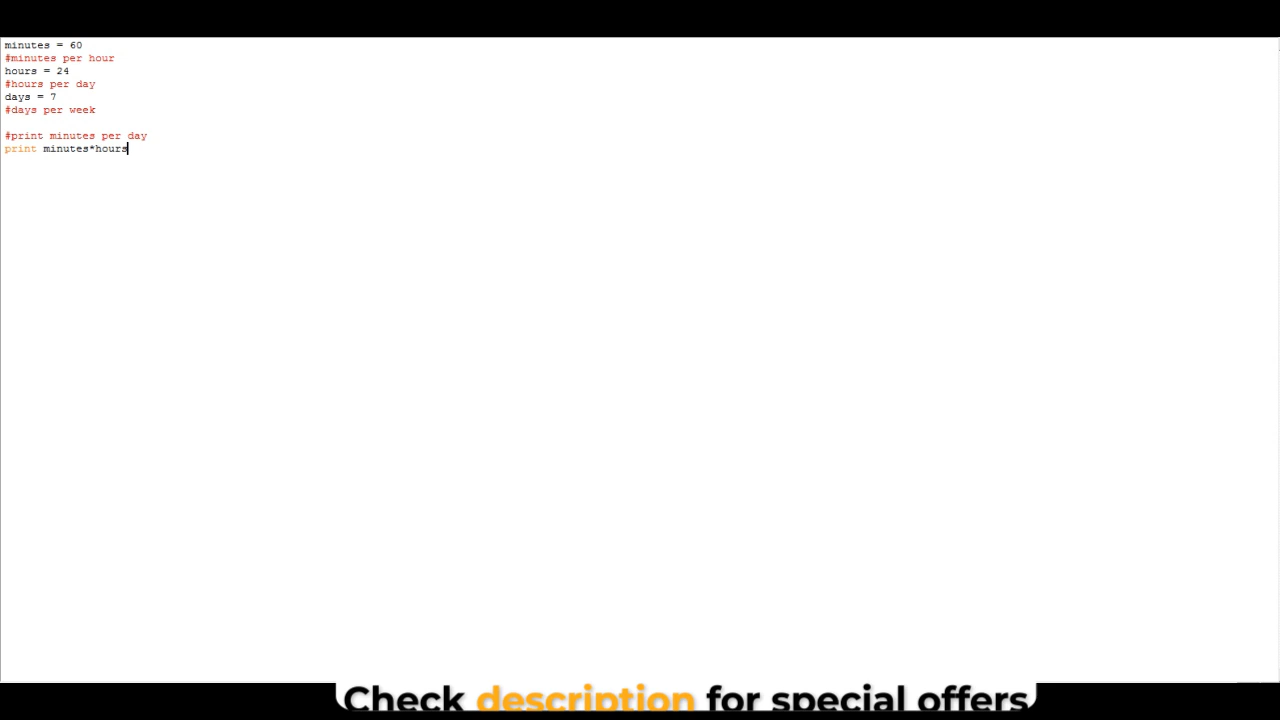 minutes = 60
#minutes per hour
hours = 24
#hours per day
days = 7
#days per week
#print minutes per day
print minutes*hours
Check description for special offers